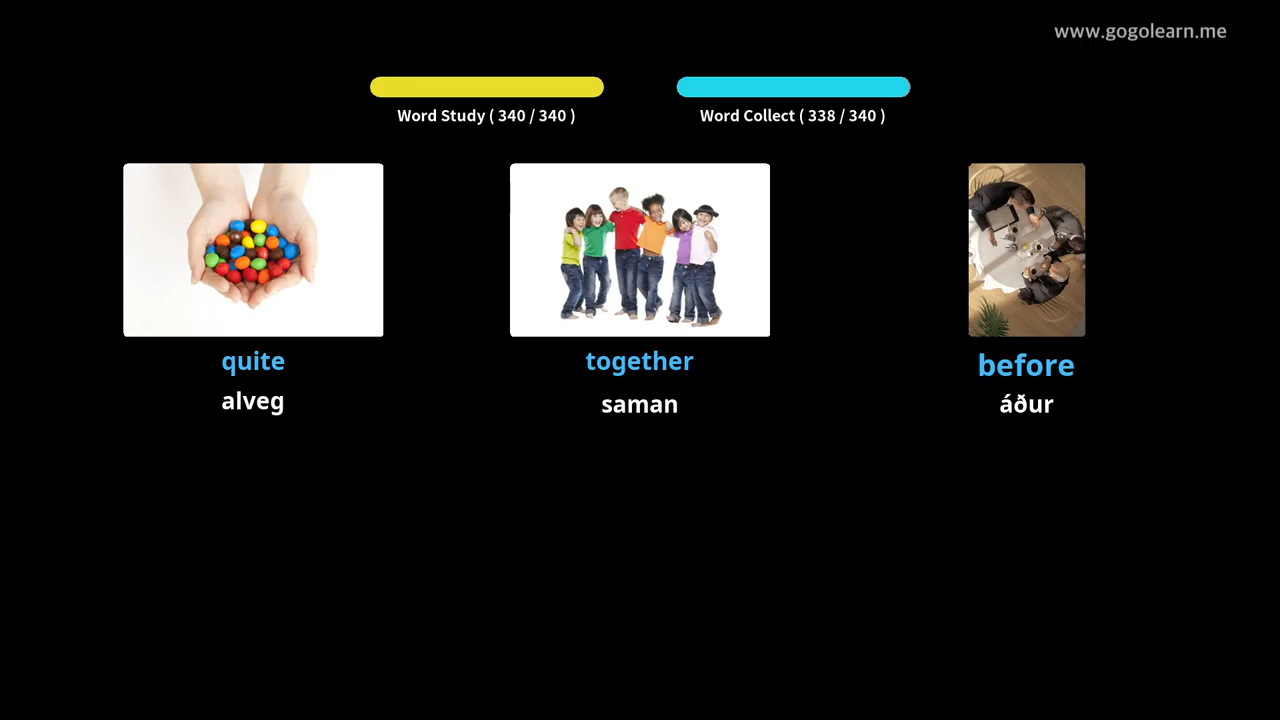 www.gogolearn.me
Word Study ( 340 / 340 )
Word Collect ( 338 / 340 )
quite
alveg
together
saman
before
áður